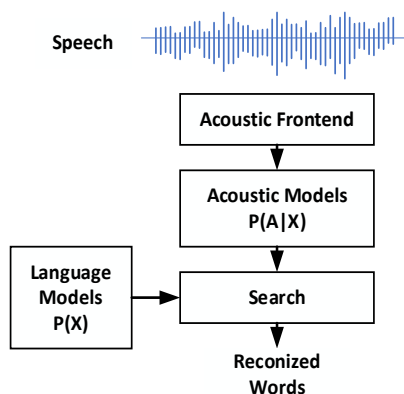 Speech
Acoustic Frontend
Acoustic Models
P(A|X)
Language
Models
P(X)
Search
Reconized
Words